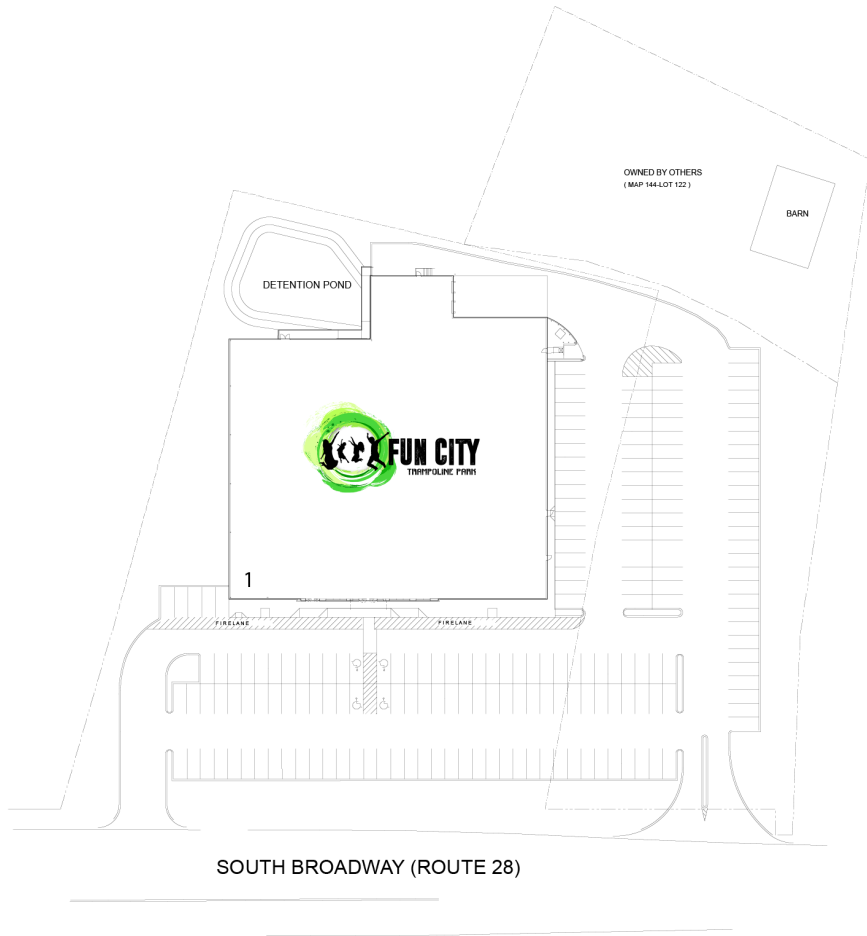 OWNED BY OTHERS
( MAP 144-LOT 122 )
BARN
DETENTION POND
FUN CITY
TRAMPOLINE PARK
1
FIRELANE
FIRELANE
SOUTH BROADWAY (ROUTE 28)